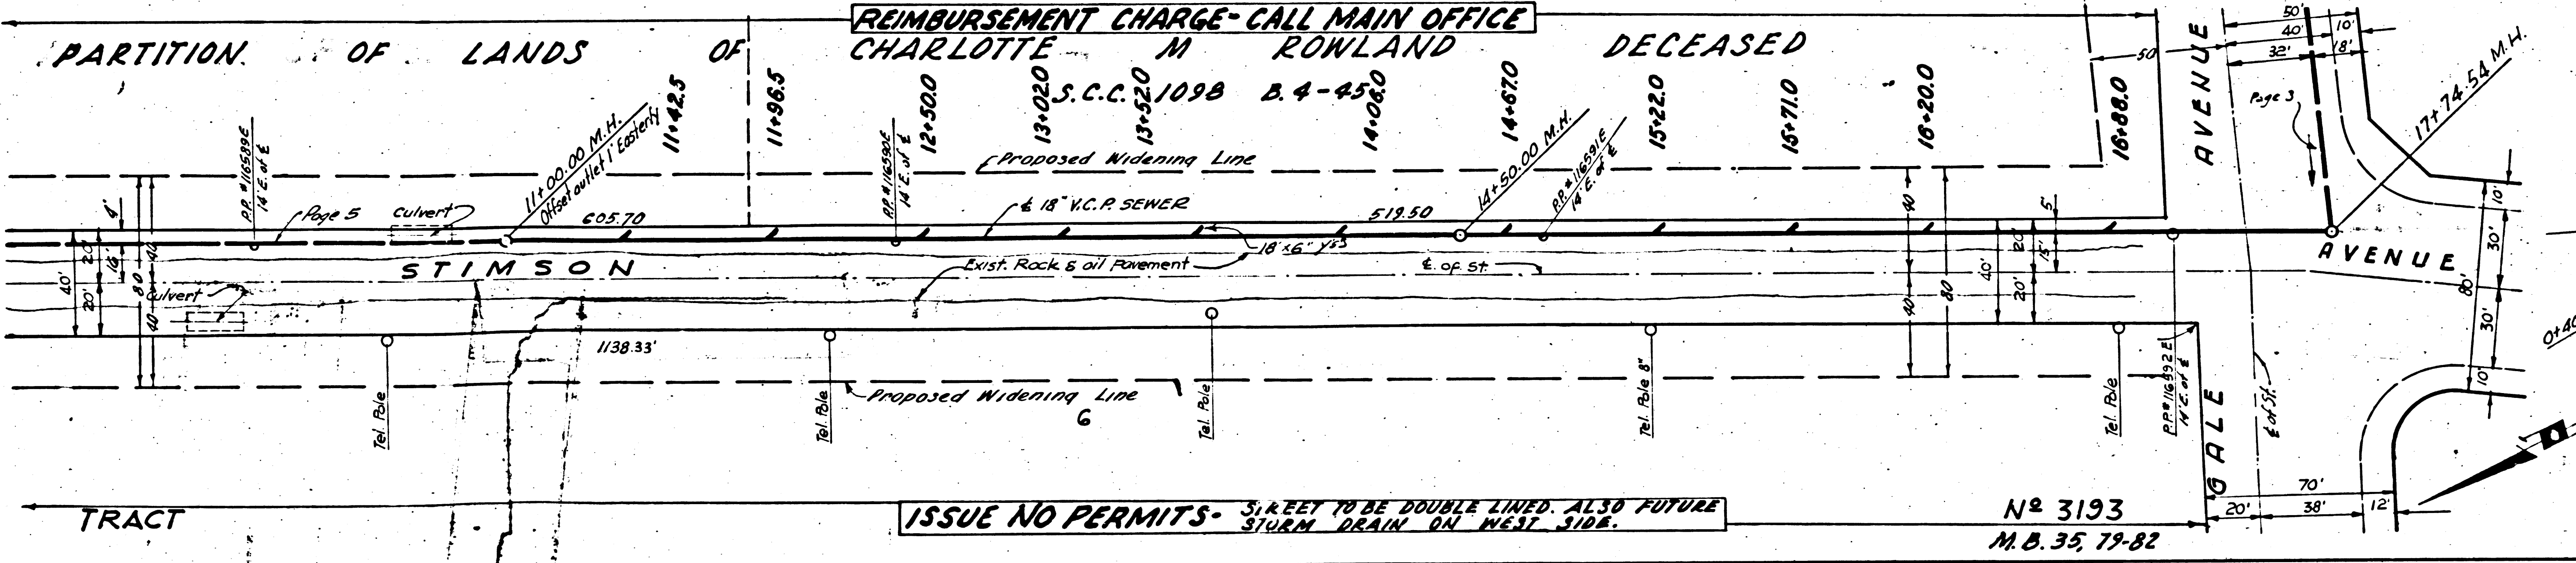 REIMBURSEMENT CHARGE - CALL MAIN OFFICE
PARTITION OF LANDS OF CHARLOTTE M ROWLAND DECEASED
S.C.C. 1098 B. 4-45
11+42.5
11+96.5
12+50.0
13+02.0
13+52.0
14+06.0
14+67.0
15+22.0
15+71.0
16+20.0
16+88.0
50
AVENUE
50'
40'
10'
32'
18'
Page 3
17+74.54 M.H.
P.P. #116589E
14' E. of ℄
11+00.00 M.H.
Offset outlet 1' Easterly
P.P. #116590E
14' E. of ℄
Proposed Widening Line
14+50.00 M.H.
P.P. #116591E
14' E. of ℄
4'
Page 5
Culvert
605.70
℄ 18" V.C.P. SEWER
519.50
40
80
5'
40'
20'
16'
20'
80
40
40
STIMSON
Exist. Rock & oil Pavement
18"x6" Y's
℄ of St.
40'
20'
15'
20'
40
AVENUE
10'
30'
80'
30'
10'
Culvert
1138.33'
Tel. Pole
Tel. Pole
Tel. Pole
Tel. Pole 8"
Tel. Pole
P.P. #116592E
14' E. of ℄
Proposed Widening Line
6
GALE
℄ of St.
0+40
TRACT
ISSUE NO PERMITS - STREET TO BE DOUBLE LINED. ALSO FUTURE
STORM DRAIN ON WEST SIDE.
Nº 3193
M.B. 35, 79-82
70'
20'
38'
12'